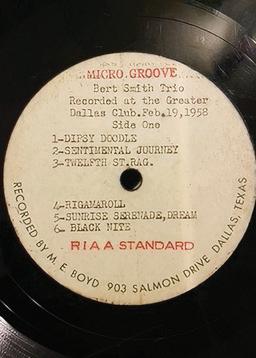 MICRO GROOVE
Bert Smith Trio
Recorded at the Greater
Dallas Club.Feb.19,1958
Side One
1-DIPSY DOODLE
2-SENTIMENTAL JOURNEY
3-TWELFTH ST.RAG.
4-RIGAMAROLL
5-SUNRISE SERENADE,DREAM
6- BLACK NITE
RIAA STANDARD
RECORDED BY M E BOYD 903 SALMON DRIVE DALLAS, TEXAS